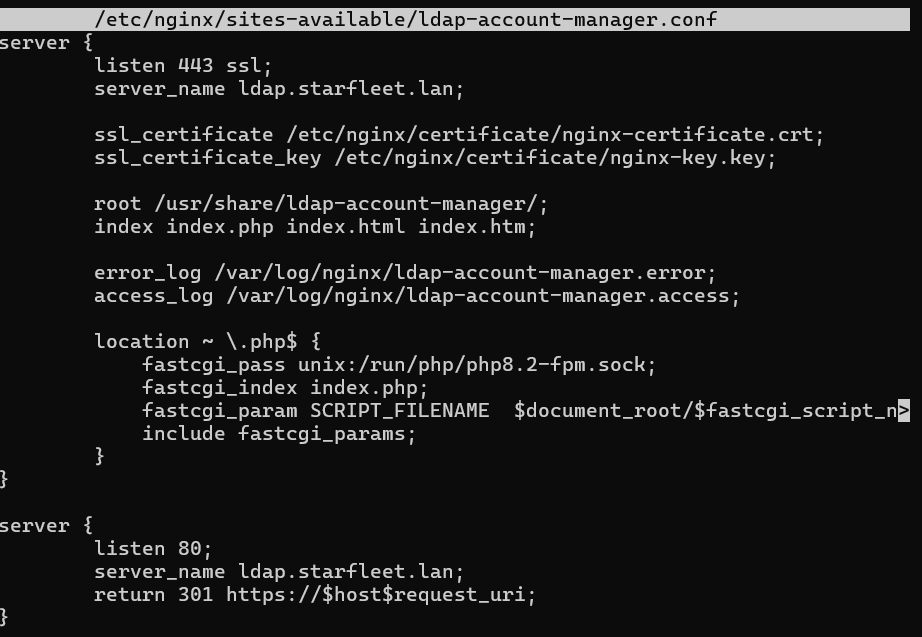 /etc/nginx/sites-available/ldap-account-manager.conf
server {
        listen 443 ssl;
        server_name ldap.starfleet.lan;

        ssl_certificate /etc/nginx/certificate/nginx-certificate.crt;
        ssl_certificate_key /etc/nginx/certificate/nginx-key.key;

        root /usr/share/ldap-account-manager/;
        index index.php index.html index.htm;

        error_log /var/log/nginx/ldap-account-manager.error;
        access_log /var/log/nginx/ldap-account-manager.access;

        location ~ \.php$ {
            fastcgi_pass unix:/run/php/php8.2-fpm.sock;
            fastcgi_index index.php;
            fastcgi_param SCRIPT_FILENAME  $document_root/$fastcgi_script_n>
            include fastcgi_params;
        }
}

server {
        listen 80;
        server_name ldap.starfleet.lan;
        return 301 https://$host$request_uri;
}